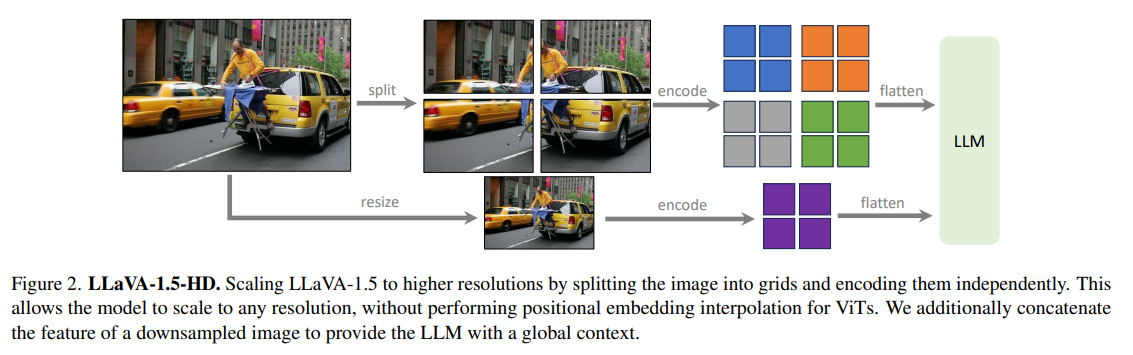 split
encode
flatten
LLM
resize
encode
flatten
Figure 2. LLaVA-1.5-HD. Scaling LLaVA-1.5 to higher resolutions by splitting the image into grids and encoding them independently. This
allows the model to scale to any resolution, without performing positional embedding interpolation for ViTs. We additionally concatenate
the feature of a downsampled image to provide the LLM with a global context.